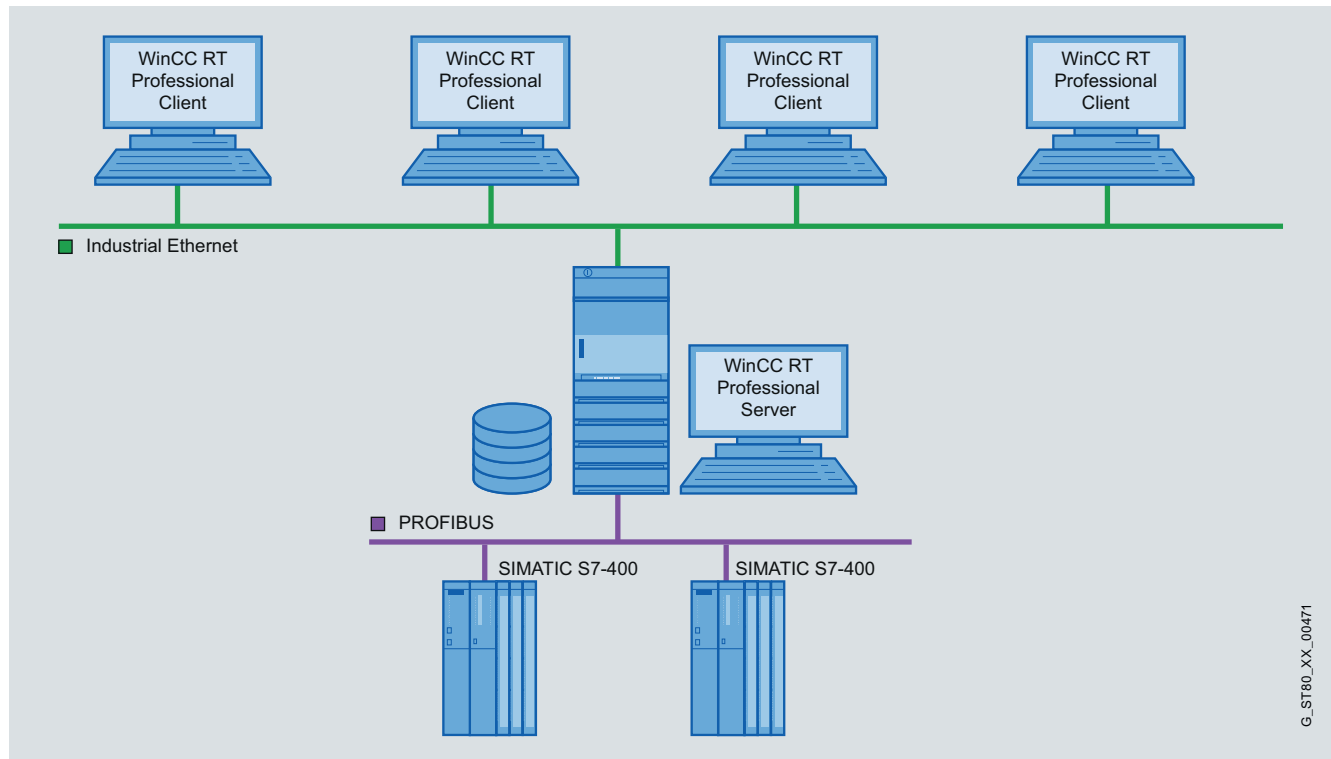 WinCC RT
Professional
Client
WinCC RT
Professional
Client
WinCC RT
Professional
Client
WinCC RT
Professional
Client
Industrial Ethernet
WinCC RT
Professional
Server
PROFIBUS
SIMATIC S7-400
SIMATIC S7-400
G_ST80_XX_00471